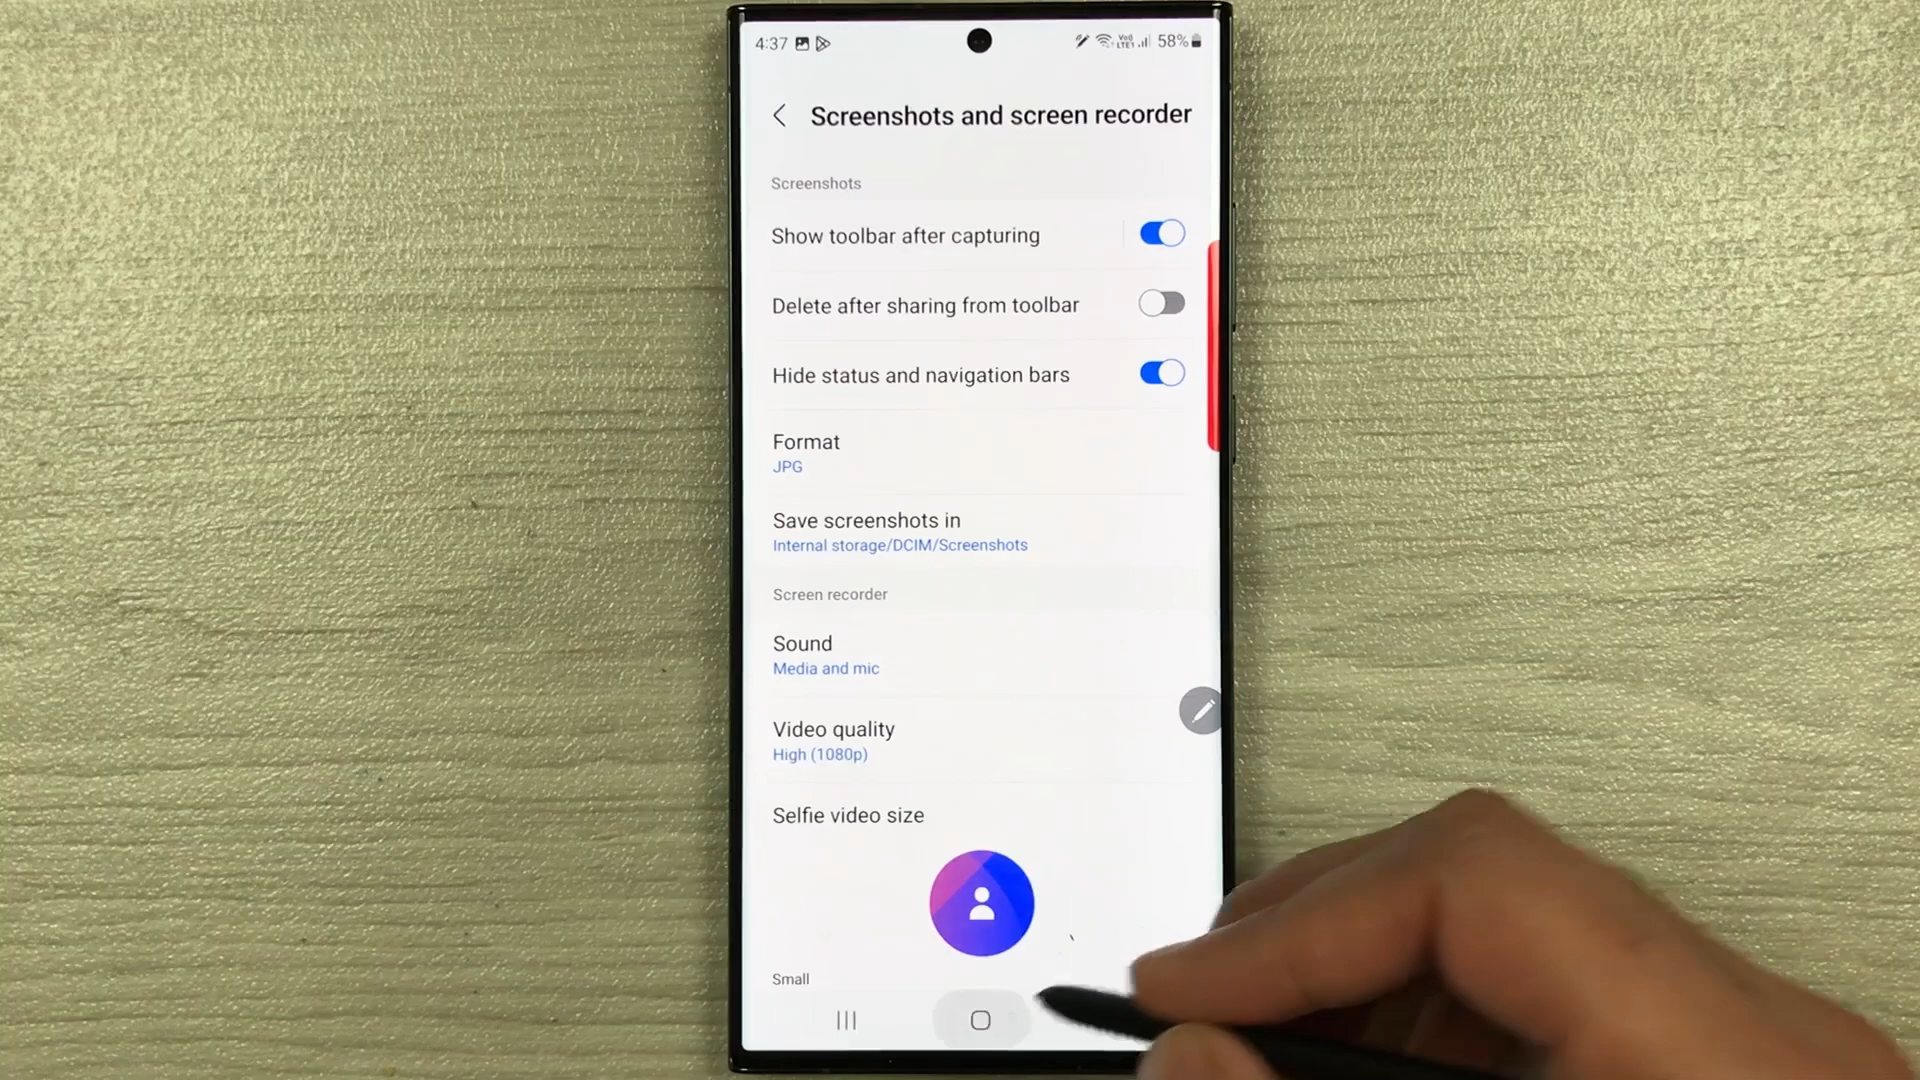 4:37
Vo)) LTE1 58%
Screenshots and screen recorder
Screenshots
Show toolbar after capturing
Delete after sharing from toolbar
Hide status and navigation bars
Format
JPG
Save screenshots in
Internal storage/DCIM/Screenshots
Screen recorder
Sound
Media and mic
Video quality
High (1080p)
Selfie video size
Small